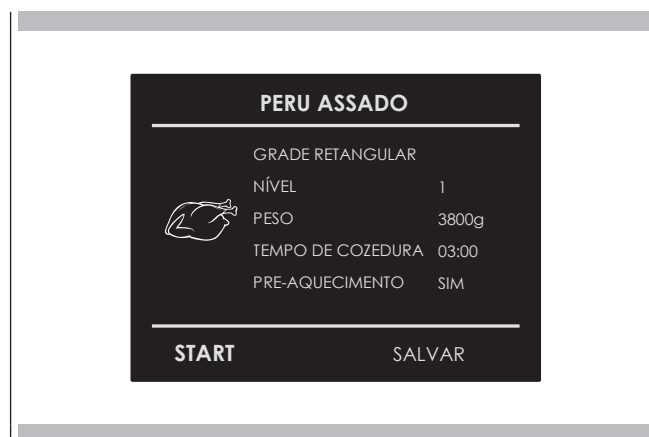 PERU ASSADO
GRADE RETANGULAR
NÍVEL 1
PESO 3800g
TEMPO DE COZEDURA 03:00
PRE-AQUECIMENTO SIM
START SALVAR